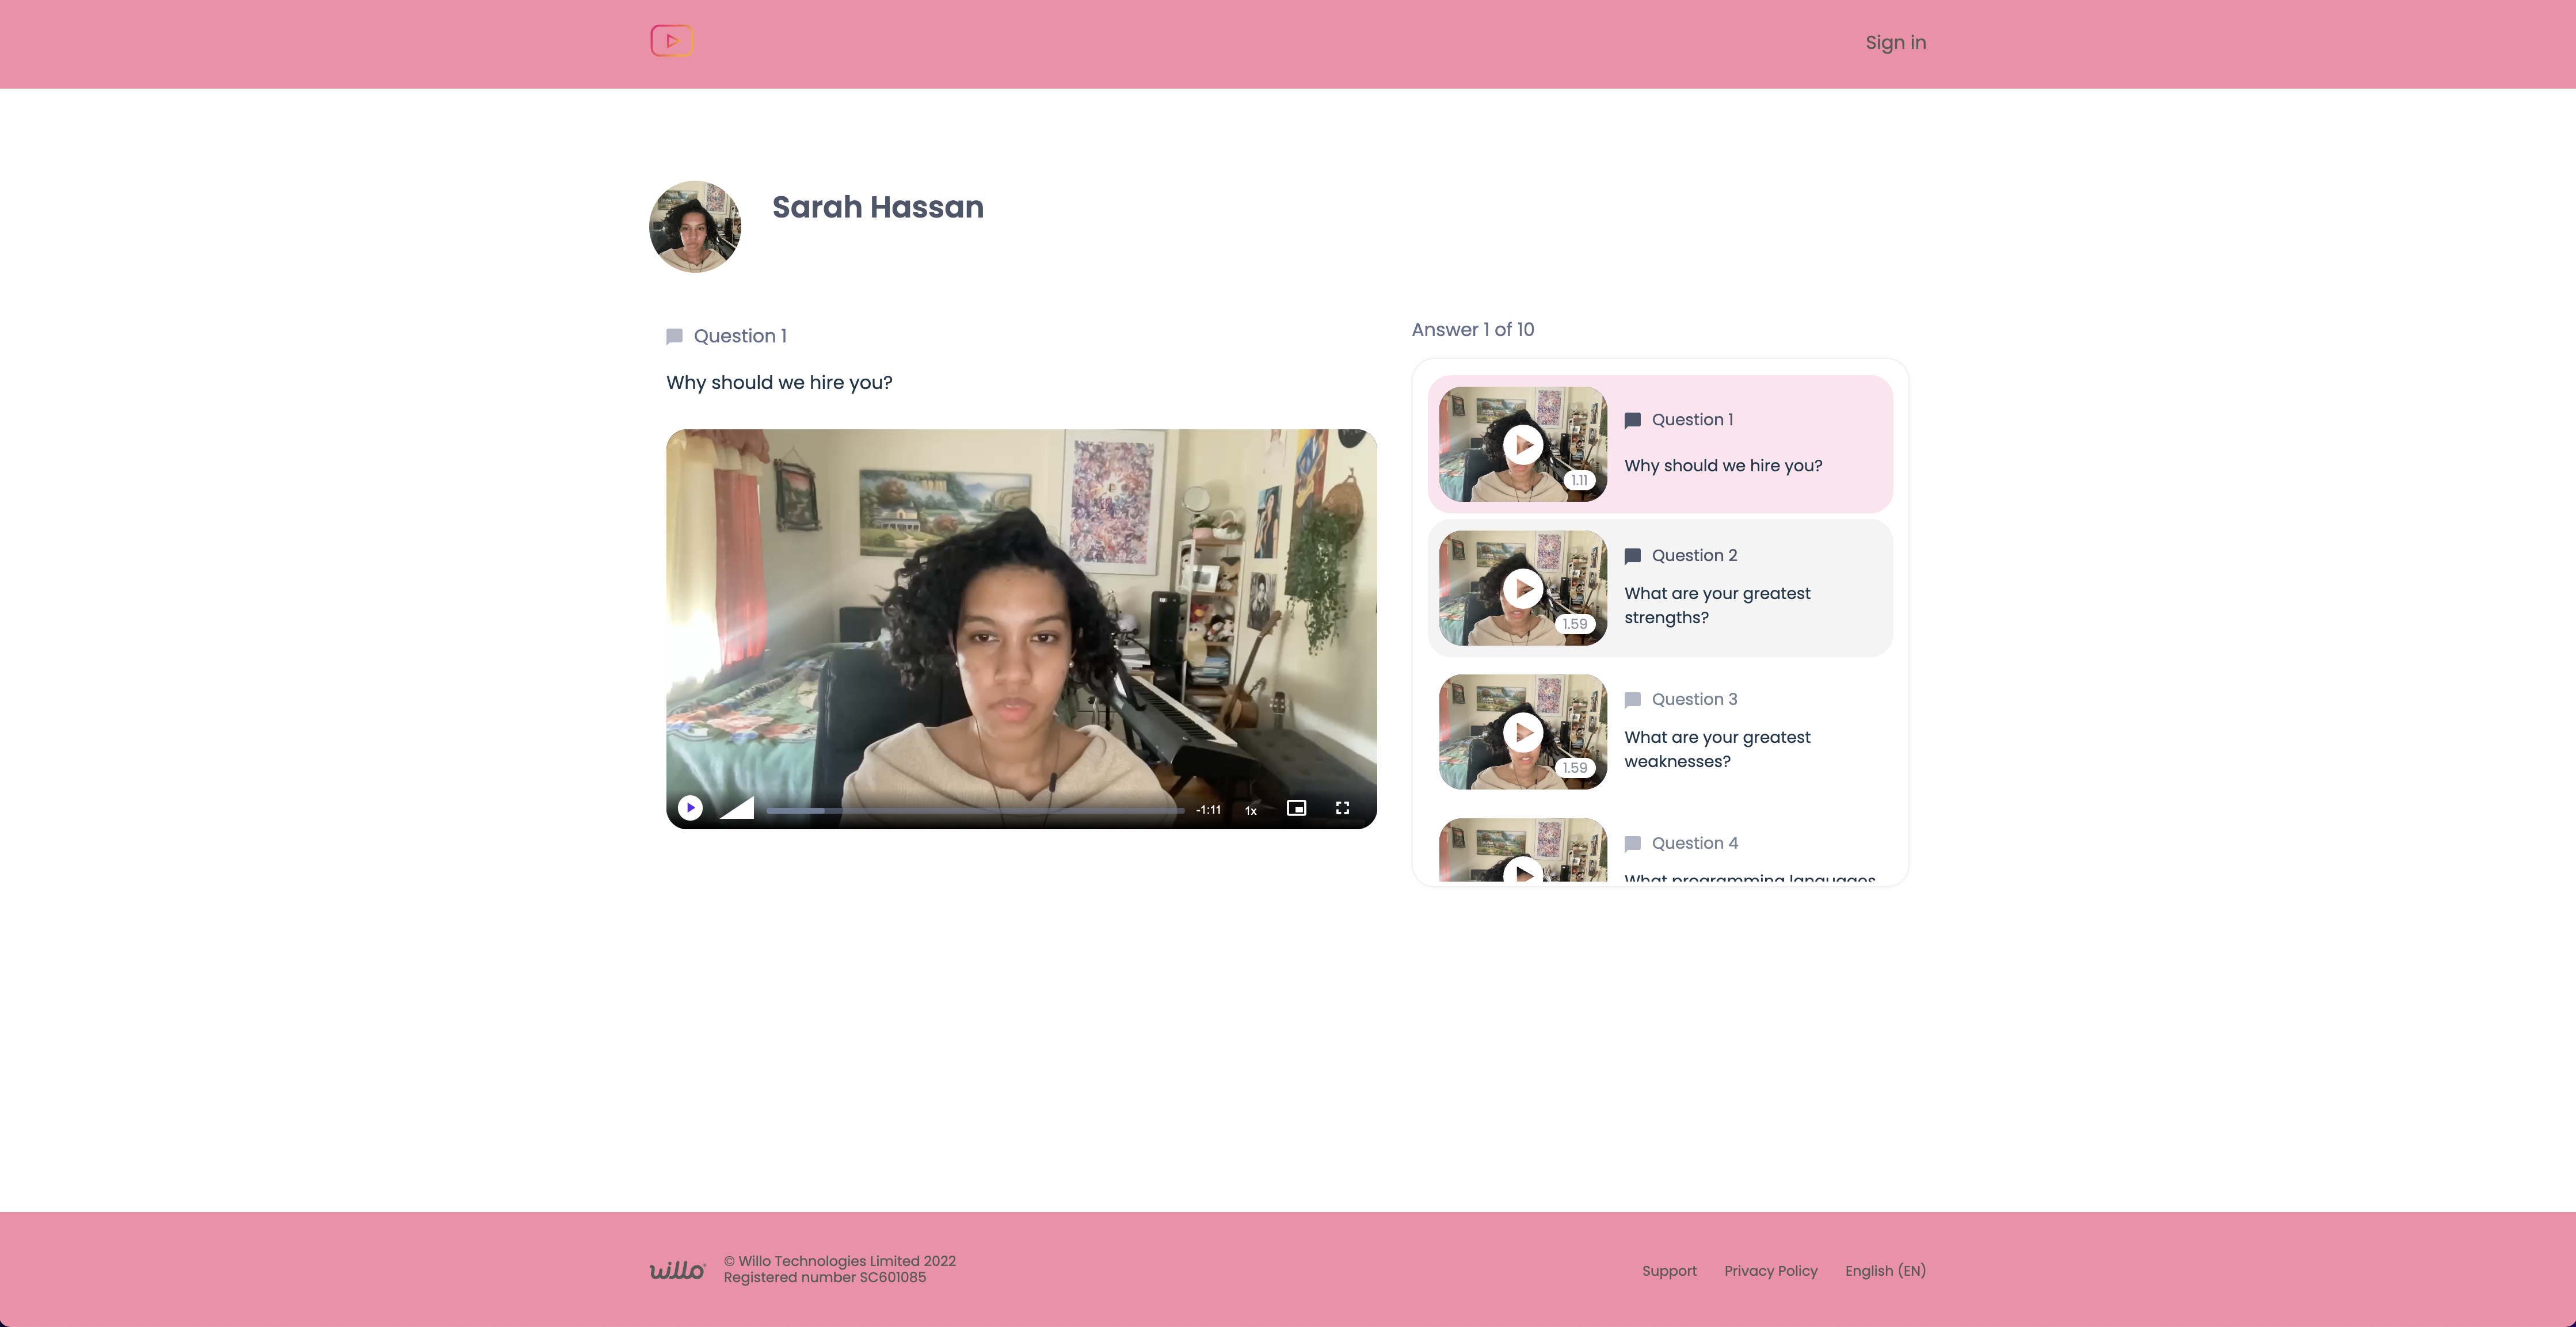 Sign in
Sarah Hassan
Question 1
Why should we hire you?
-1:11
1x
Answer 1 of 10
Question 1
Why should we hire you?
1.11
Question 2
What are your greatest
strengths?
1.59
Question 3
What are your greatest
weaknesses?
1.59
Question 4
What programming languages
willo
© Willo Technologies Limited 2022
Registered number SC601085
Support
Privacy Policy
English (EN)